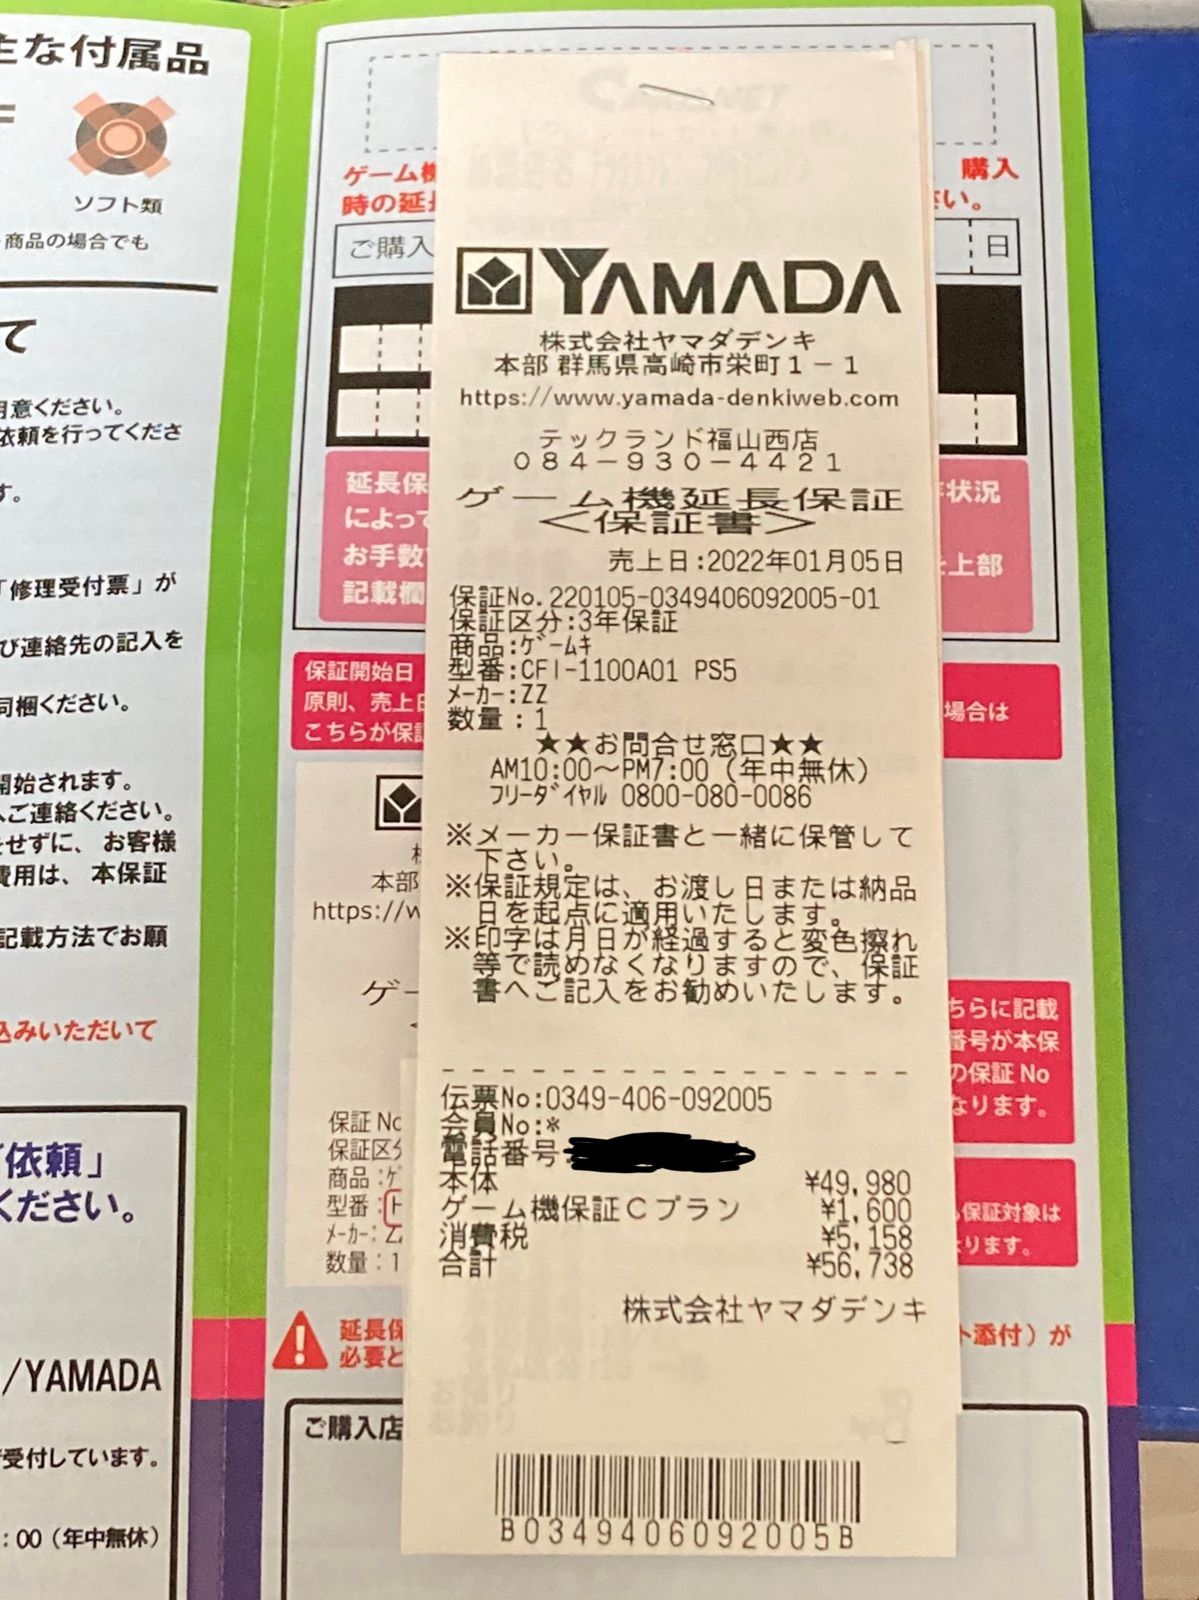 主な付属品
ソフト類
商品の場合でも
て
用意ください。
依頼を行ってくださ
す。
「修理受付票」が
び連絡先の記入を
同梱ください。
開始されます。
へご連絡ください。
せずに、お客様
費用は、本保証
記載方法でお願
込みいただいて
「依頼」
ください。
/YAMADA
受付しています。
:00（年中無休）
ゲーム機
購入
時の延
さい。
ご購入
日
延長保
状況
によって
お手数
上部
記載欄
保証開始日
原則、売上日
場合は
こちらが保証
本部
https://w
ゲー
ちらに記載
番号が本保
の保証 No
なります。
保証 No
保証区分
商品:ゲ
型番:
メーカー:
数量:1
保証対象は
なります。
延長保
ト添付）が
必要と
ご購入店
YAMADA
株式会社ヤマダデンキ
本部 群馬県高崎市栄町１－１
https://www.yamada-denkiweb.com
テックランド福山西店
０８４－９３０－４４２１
ゲーム機延長保証
＜保証書＞
売上日:2022年01月05日
保証No.220105-0349406092005-01
保証区分:3年保証
商品:ｹﾞｰﾑｷ
型番:CFI-1100A01 PS5
ﾒｰｶｰ:ZZ
数量:1
★★お問合せ窓口★★
AM10:00～PM7:00（年中無休）
ﾌﾘｰﾀﾞｲﾔﾙ 0800-080-0086
※メーカー保証書と一緒に保管して
下さい。
※保証規定は、お渡し日または納品
日を起点に適用いたします。
※印字は月日が経過すると変色擦れ
等で読めなくなりますので、保証
書へご記入をお勧めいたします。
伝票No:0349-406-092005
会員No:*
電話番号:
本体 ¥49,980
ゲーム機保証Ｃプラン ¥1,600
消費税 ¥5,158
合計 ¥56,738
株式会社ヤマダデンキ
B0349406092005B